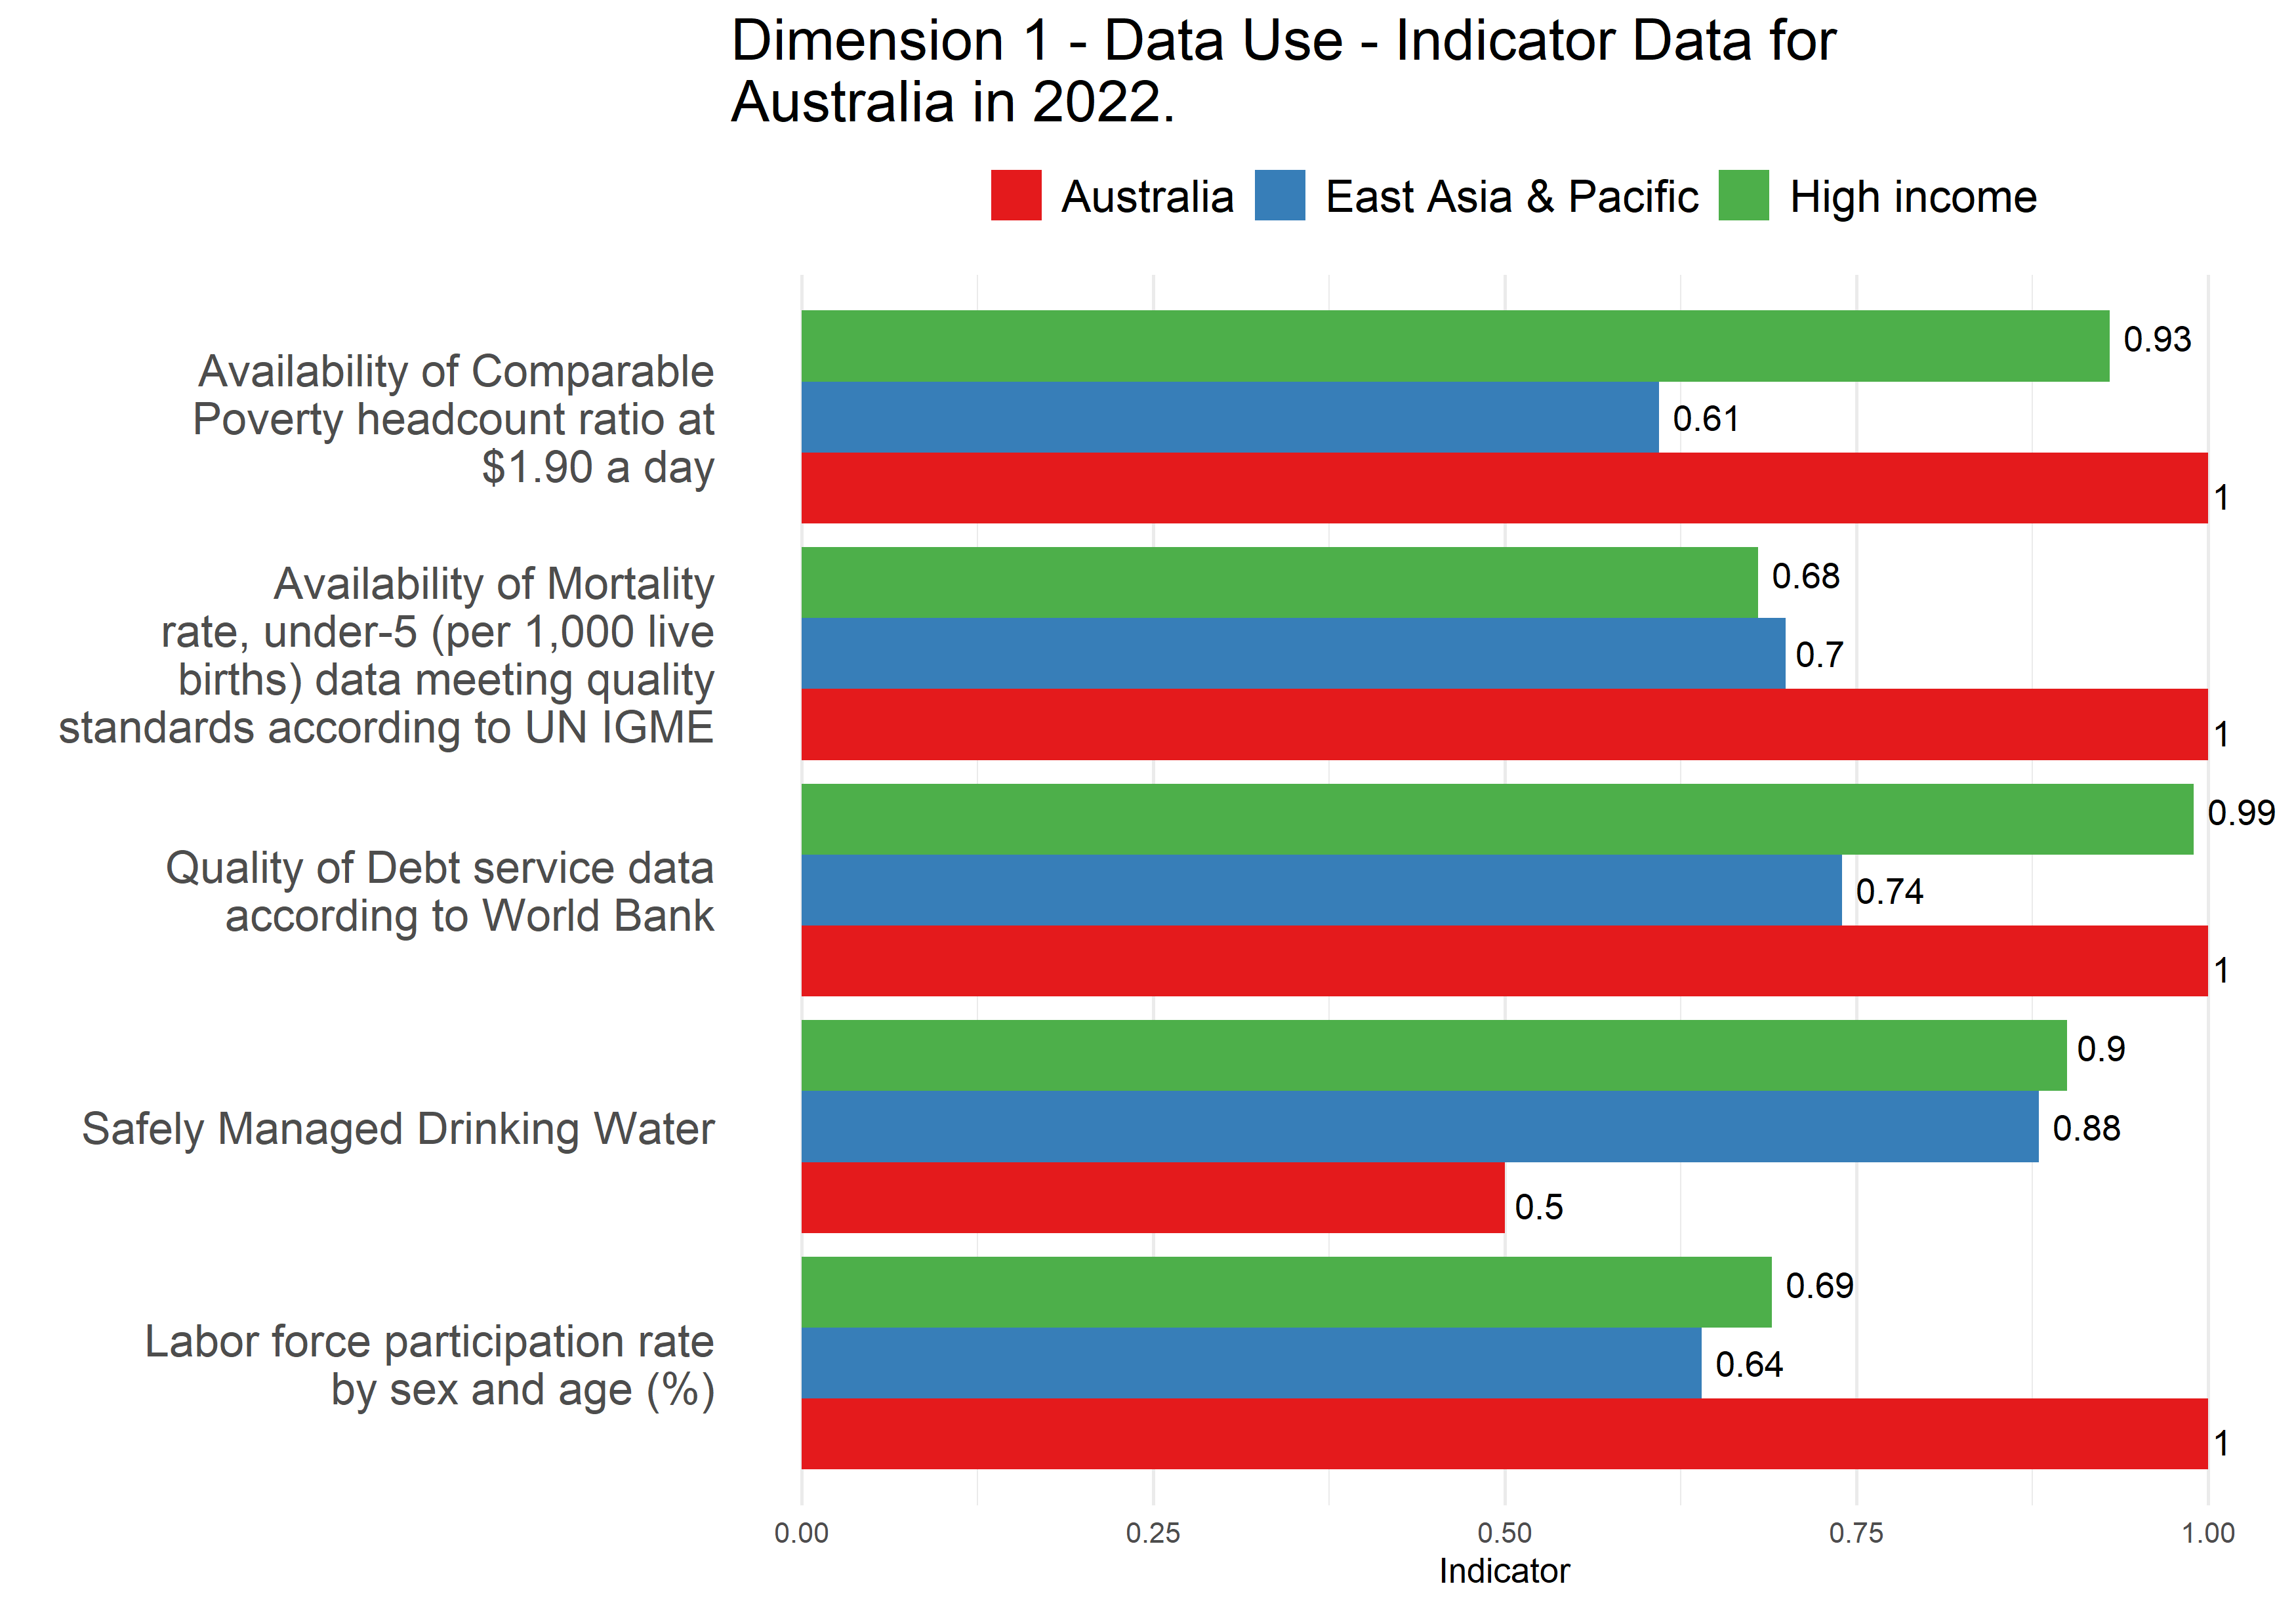 Dimension 1 - Data Use - Indicator Data for
Australia in 2022.
Australia
East Asia & Pacific
High income
Availability of Comparable
Poverty headcount ratio at
$1.90 a day
0.93
0.61
1
Availability of Mortality
rate, under-5 (per 1,000 live
births) data meeting quality
standards according to UN IGME
0.68
0.7
1
Quality of Debt service data
according to World Bank
0.99
0.74
1
Safely Managed Drinking Water
0.9
0.88
0.5
Labor force participation rate
by sex and age (%)
0.69
0.64
1
0.00
0.25
0.50
0.75
1.00
Indicator